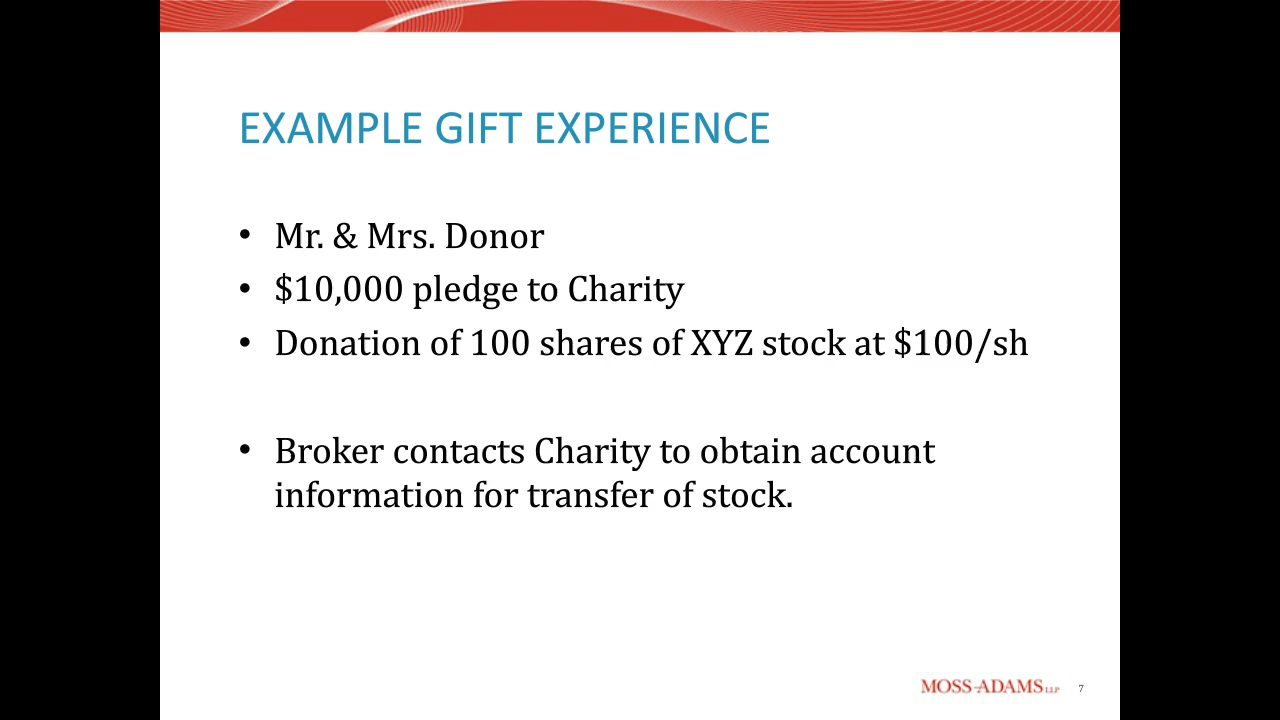 EXAMPLE GIFT EXPERIENCE
• Mr. & Mrs. Donor
• $10,000 pledge to Charity
• Donation of 100 shares of XYZ stock at $100/sh
• Broker contacts Charity to obtain account
information for transfer of stock.
MOSS-ADAMS LLP 7